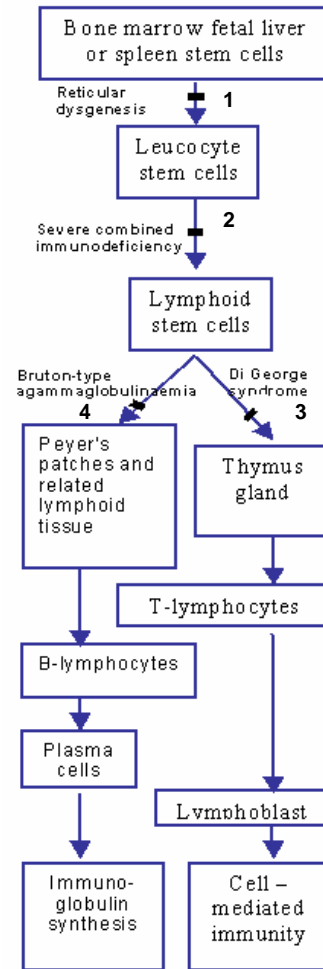 Bone marrow fetal liver
or spleen stem cells
Reticular
dysgenesis
1
Leucocyte
stem cells
2
Severe combined
immunodeficiency
Lymphoid
stem cells
Bruton-type
agammaglobulinaemia
4
Di George
syndrome
3
Peyer's
patches and
related
lymphoid
tissue
Thymus
gland
T-lymphocytes
B-lymphocytes
Plasma
cells
Lymphoblast
Immuno-
globulin
synthesis
Cell –
mediated
immunity